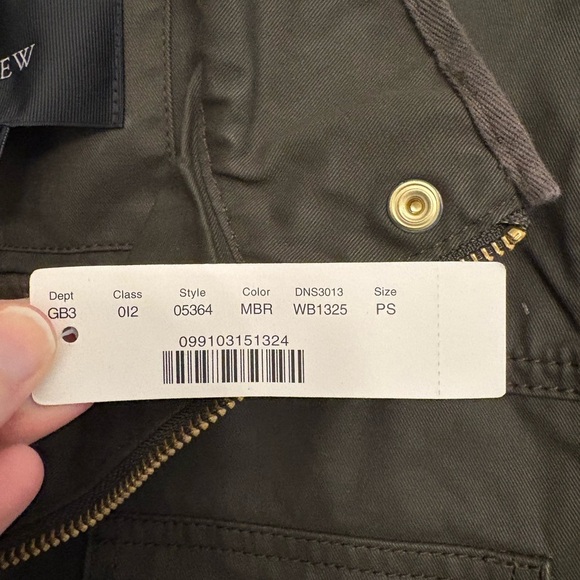 EW
Dept Class Style Color DNS3013 Size
GB3 0I2 05364 MBR WB1325 PS
099103151324